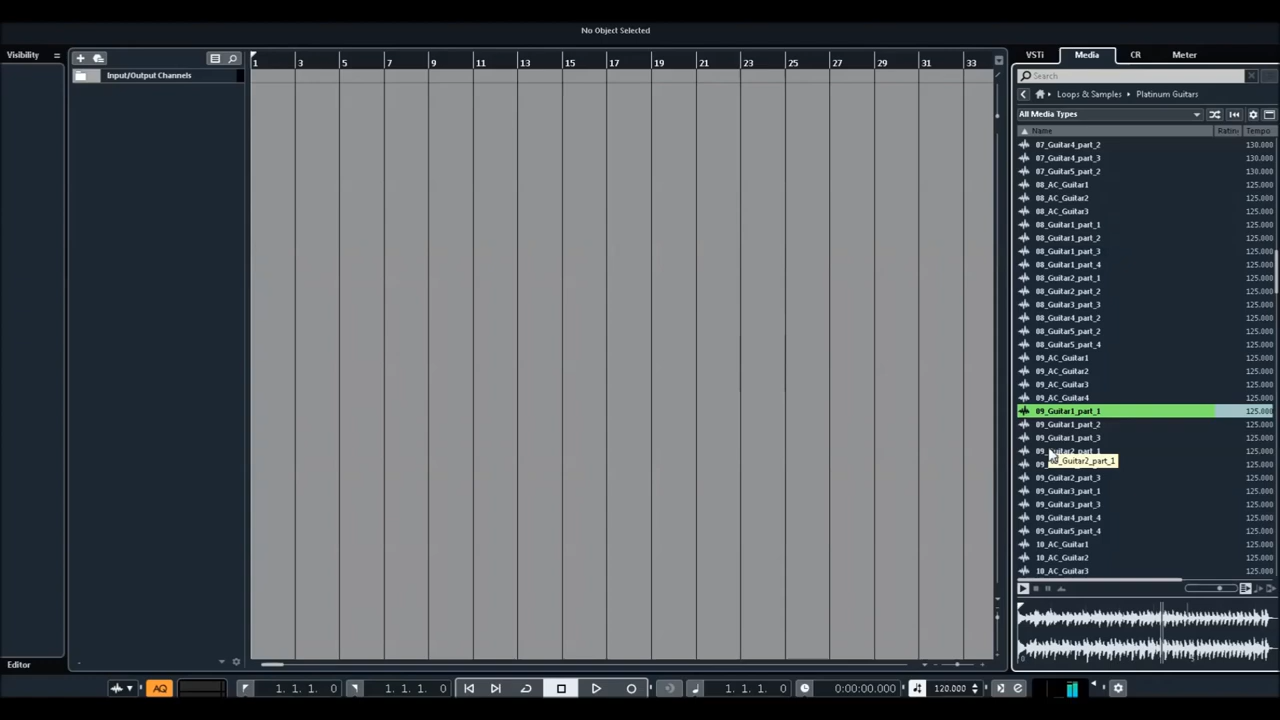 No Object Selected
Visibility
Input/Output Channels
1 3 5 7 9 11 13 15 17 19 21 23 25 27 29 31 33
VSTi Media CR Meter
Search
Loops & Samples Platinum Guitars
All Media Types
Name Rating Tempo
07_Guitar4_part_2 130.000
07_Guitar4_part_3 130.000
07_Guitar5_part_2 130.000
08_AC_Guitar1 125.000
08_AC_Guitar2 125.000
08_AC_Guitar3 125.000
08_Guitar1_part_1 125.000
08_Guitar1_part_2 125.000
08_Guitar1_part_3 125.000
08_Guitar1_part_4 125.000
08_Guitar2_part_1 125.000
08_Guitar2_part_2 125.000
08_Guitar3_part_3 125.000
08_Guitar4_part_2 125.000
08_Guitar5_part_2 125.000
08_Guitar5_part_4 125.000
09_AC_Guitar1 125.000
09_AC_Guitar2 125.000
09_AC_Guitar3 125.000
09_AC_Guitar4 125.000
09_Guitar1_part_1 125.000
09_Guitar1_part_2 125.000
09_Guitar1_part_3 125.000
09_Guitar2_part_1 125.000
09_Guitar2_part_1
09_ 125.000
09_Guitar2_part_3 125.000
09_Guitar3_part_1 125.000
09_Guitar3_part_3 125.000
09_Guitar4_part_4 125.000
09_Guitar5_part_4 125.000
10_AC_Guitar1 125.000
10_AC_Guitar2 125.000
10_AC_Guitar3 125.000
Editor
AQ 1. 1. 1. 0 1. 1. 1. 0 1. 1. 1. 0 0:00:00.000 120.000